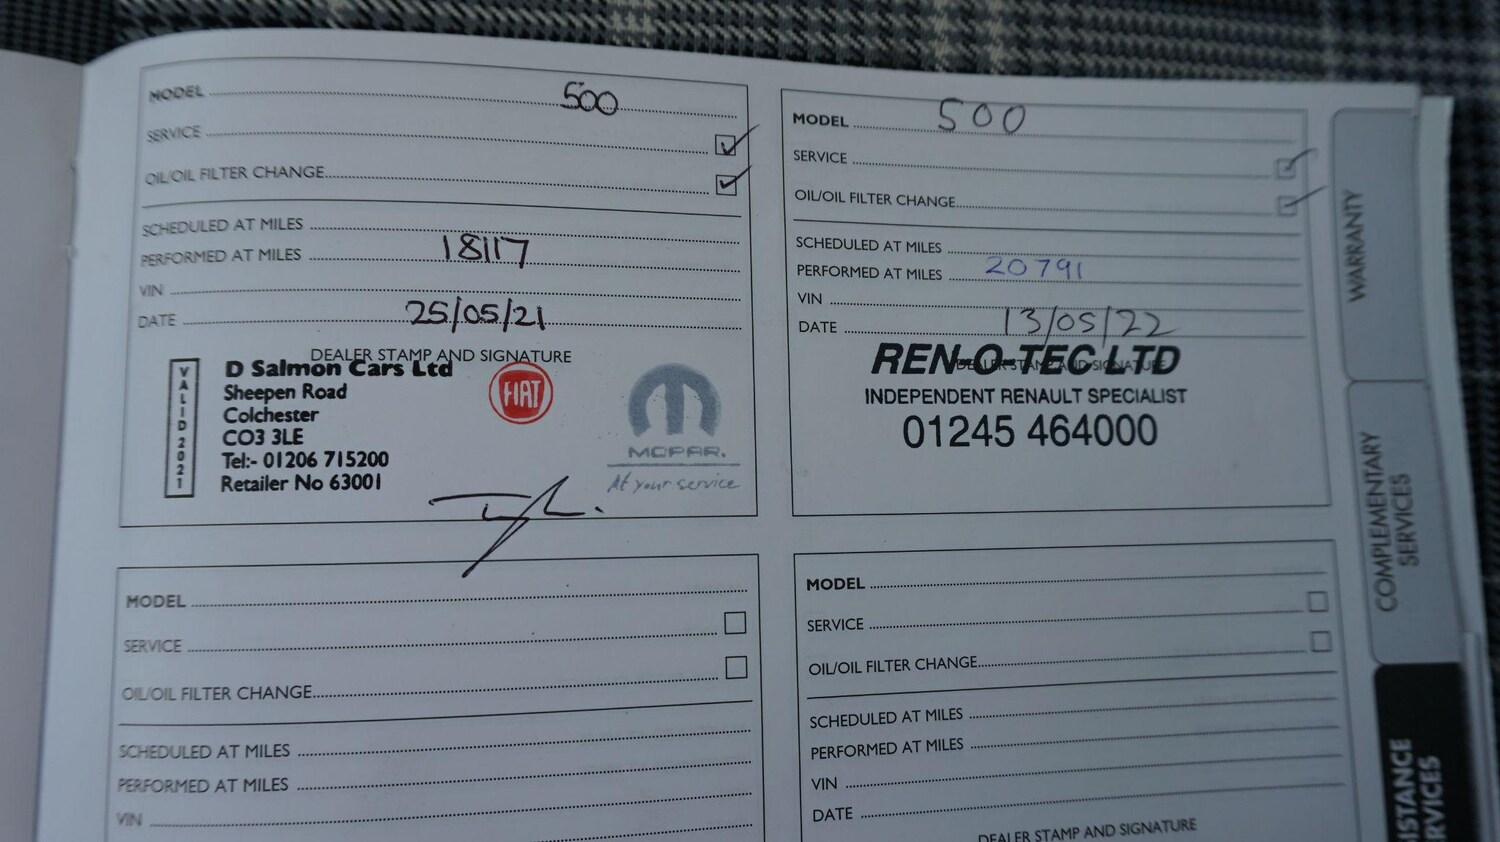 MODEL 500
SERVICE
OIL/OIL FILTER CHANGE
SCHEDULED AT MILES
PERFORMED AT MILES 18117
VIN
DATE 25/05/21
DEALER STAMP AND SIGNATURE
VALID 2021
D Salmon Cars Ltd
Sheepen Road
Colchester
CO3 3LE
Tel:- 01206 715200
Retailer No 63001
FIAT
MOPAR.
At your service
MODEL 500
SERVICE
OIL/OIL FILTER CHANGE
SCHEDULED AT MILES
PERFORMED AT MILES 20791
VIN
DATE 13/05/22
DEALER STAMP AND SIGNATURE
REN-O-TEC LTD
INDEPENDENT RENAULT SPECIALIST
01245 464000
MODEL
SERVICE
OIL/OIL FILTER CHANGE
SCHEDULED AT MILES
PERFORMED AT MILES
VIN
MODEL
SERVICE
OIL/OIL FILTER CHANGE
SCHEDULED AT MILES
PERFORMED AT MILES
VIN
DATE
DEALER STAMP AND SIGNATURE
WARRANTY
COMPLEMENTARY
SERVICES